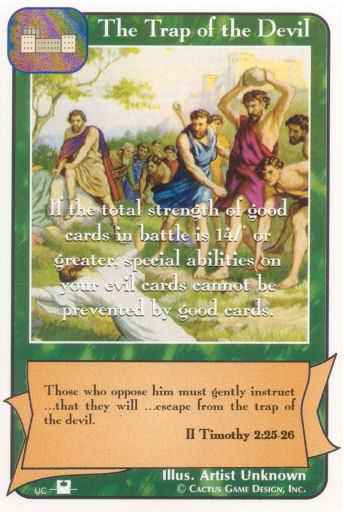 The Trap of the Devil
If the total strength of good
cards in battle is 14/* or
greater, special abilities on
your evil cards cannot be
prevented by good cards.
Those who oppose him must gently instruct
...that they will ...escape from the trap of
the devil.
II Timothy 2:25-26
Illus. Artist Unknown
UC
© CACTUS GAME DESIGN, INC.